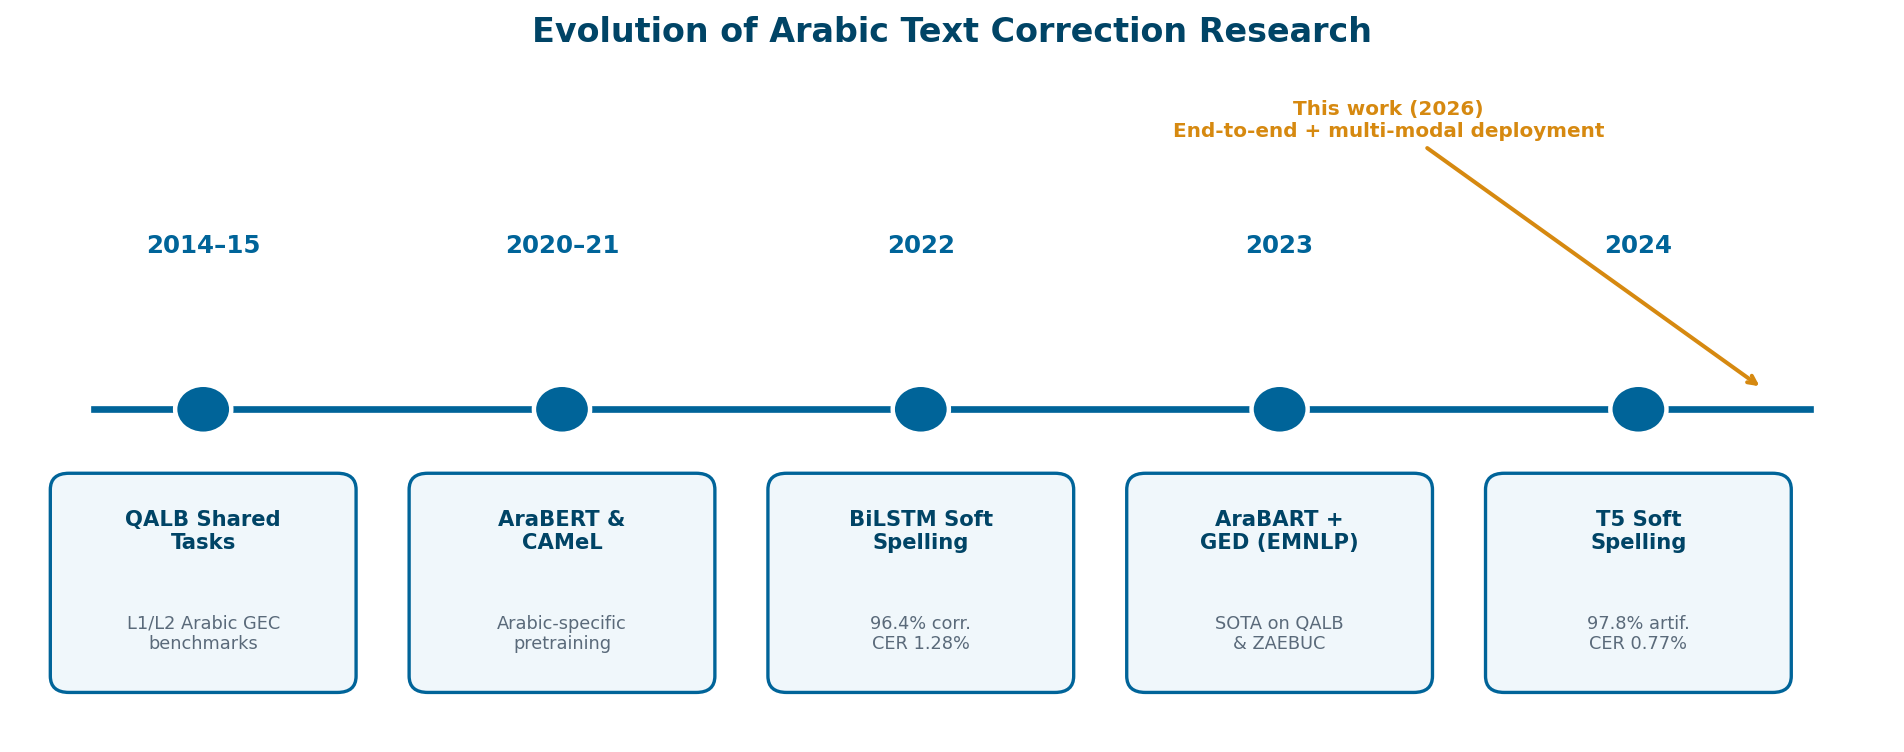 Evolution of Arabic Text Correction Research
This work (2026)
End-to-end + multi-modal deployment
2014–15
2020–21
2022
2023
2024
QALB Shared
Tasks
L1/L2 Arabic GEC
benchmarks
AraBERT &
CAMeL
Arabic-specific
pretraining
BiLSTM Soft
Spelling
96.4% corr.
CER 1.28%
AraBART +
GED (EMNLP)
SOTA on QALB
& ZAEBUC
T5 Soft
Spelling
97.8% artif.
CER 0.77%